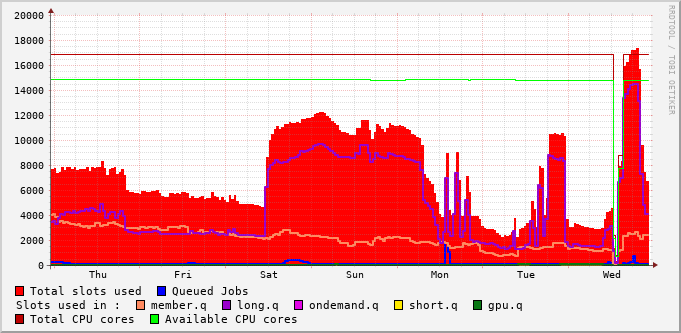 20000
18000
16000
14000
12000
10000
8000
6000
4000
2000
0
Thu Fri Sat Sun Mon Tue Wed
RRDTOOL / TOBI OETIKER
Total slots used Queued Jobs
Slots used in : member.q long.q ondemand.q short.q gpu.q
Total CPU cores Available CPU cores